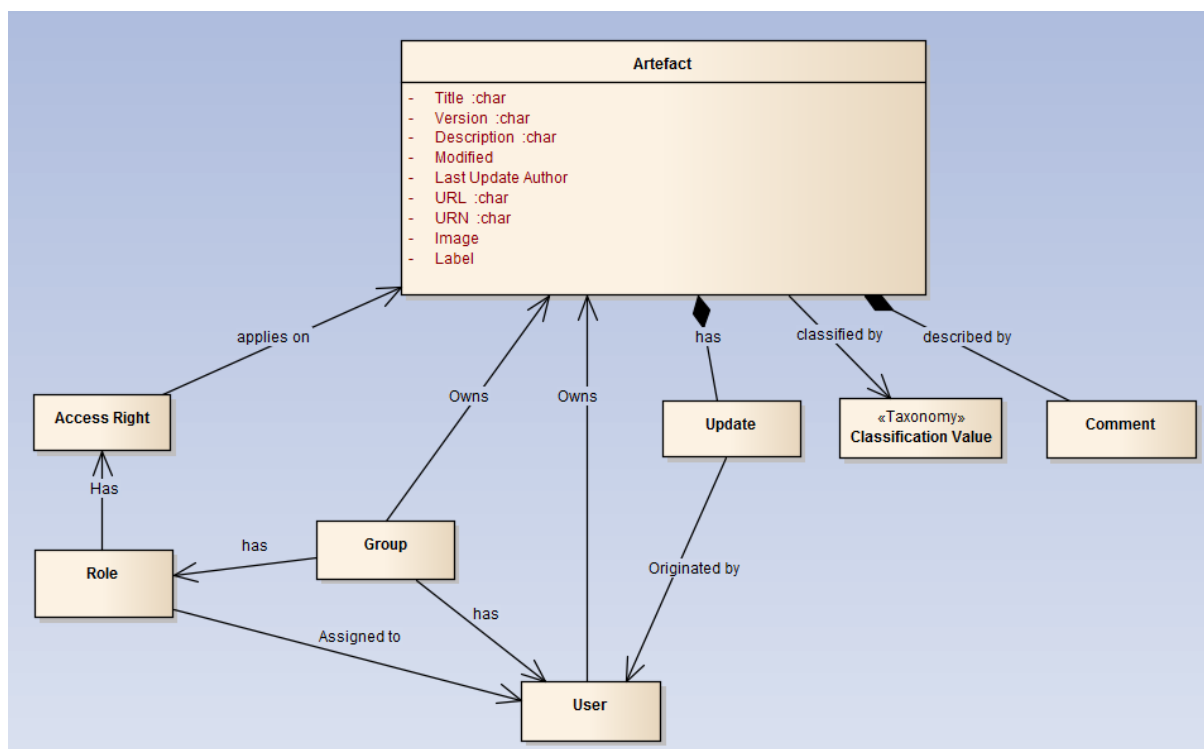 Artefact
- Title :char
- Version :char
- Description :char
- Modified
- Last Update Author
- URL :char
- URN :char
- Image
- Label
applies on
has
classified by
described by
Owns
Owns
Access Right
Update
«Taxonomy»
Classification Value
Comment
Has
Group
has
Role
Originated by
has
Assigned to
User